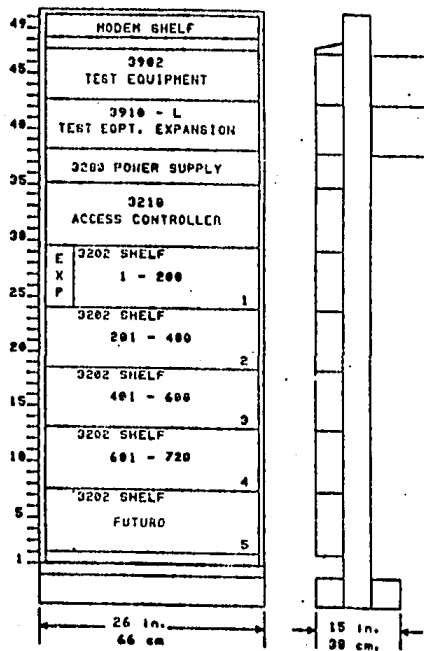 49
MODEM SHELF
45
3902
TEST EQUIPMENT
40
3910 - L
TEST EQPT. EXPANSION
3203 POWER SUPPLY
35
3210
ACCESS CONTROLLER
30
EXP
3202 SHELF
1 - 200
1
25
3202 SHELF
201 - 400
2
20
3202 SHELF
401 - 600
3
15
3202 SHELF
601 - 720
4
10
3202 SHELF
FUTURO
5
5
1
26 in.
66 cm
15 in.
38 cm.